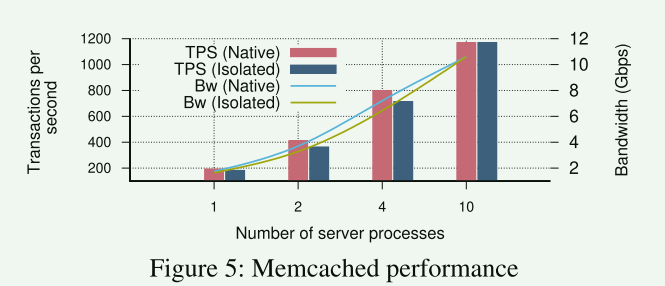 Transactions per
second
1200
1000
800
600
400
200
TPS (Native)
TPS (Isolated)
Bw (Native)
Bw (Isolated)
12
10
8
6
4
2
Bandwidth (Gbps)
1 2 4 10
Number of server processes
Figure 5: Memcached performance